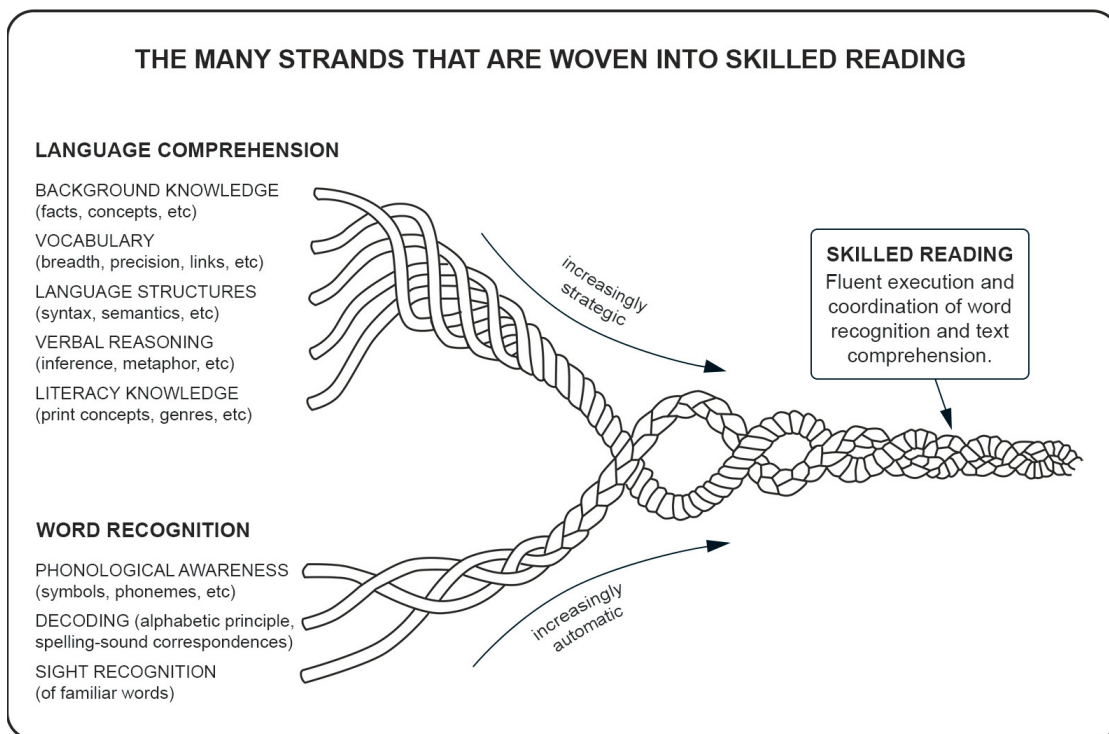 THE MANY STRANDS THAT ARE WOVEN INTO SKILLED READING
LANGUAGE COMPREHENSION
BACKGROUND KNOWLEDGE
(facts, concepts, etc)
VOCABULARY
(breadth, precision, links, etc)
LANGUAGE STRUCTURES
(syntax, semantics, etc)
VERBAL REASONING
(inference, metaphor, etc)
LITERACY KNOWLEDGE
(print concepts, genres, etc)
increasingly
strategic
SKILLED READING
Fluent execution and
coordination of word
recognition and text
comprehension.
WORD RECOGNITION
PHONOLOGICAL AWARENESS
(symbols, phonemes, etc)
DECODING (alphabetic principle,
spelling-sound correspondences)
SIGHT RECOGNITION
(of familiar words)
increasingly
automatic